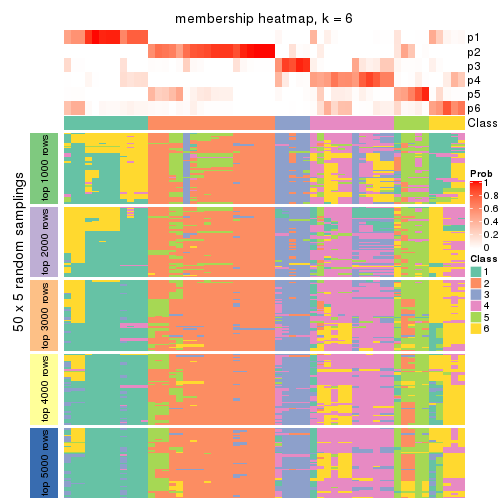 membership heatmap, k = 6
p1
p2
p3
p4
p5
p6
Class
50 x 5 random samplings
top 1000 rows
top 2000 rows
top 3000 rows
top 4000 rows
top 5000 rows
Prob
1
0.8
0.6
0.4
0.2
0
Class
1
2
3
4
5
6